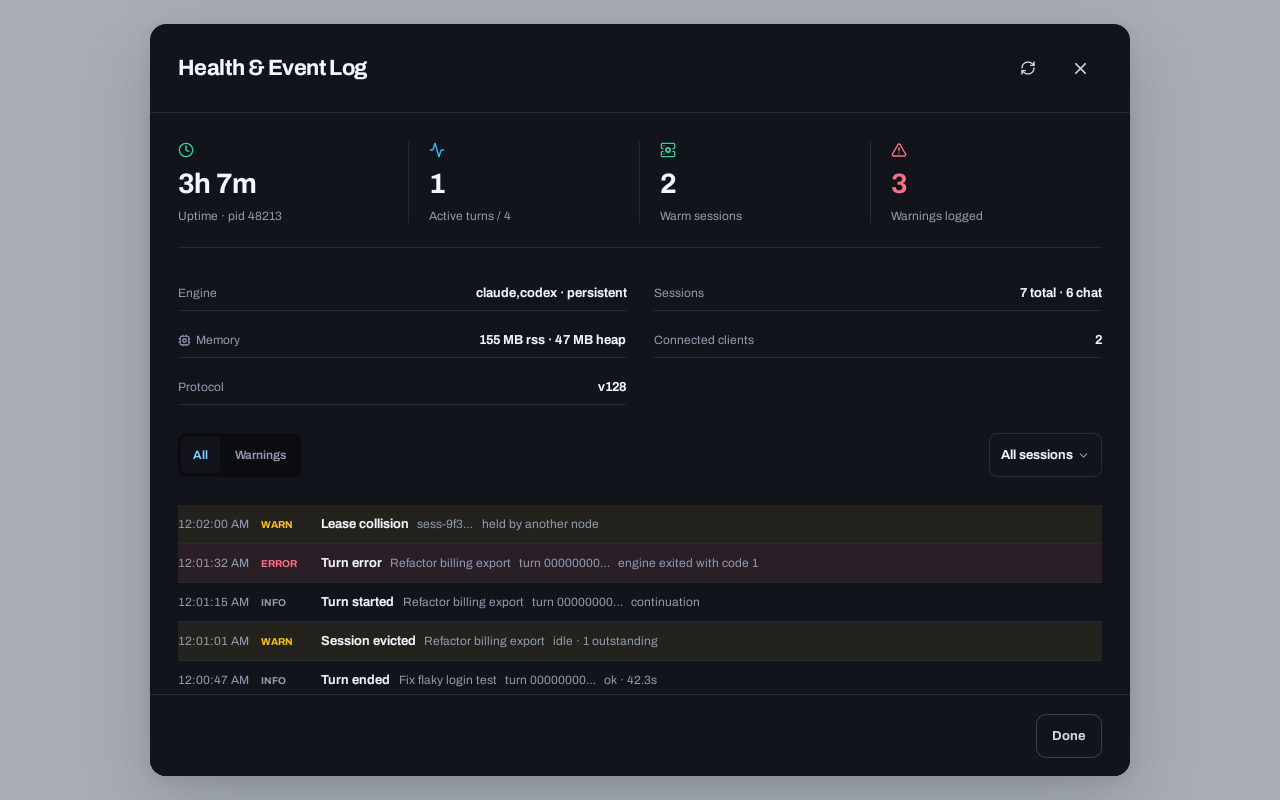 Health & Event Log
3h 7m
Uptime · pid 48213
1
Active turns / 4
2
Warm sessions
3
Warnings logged
Engine claude,codex · persistent
Sessions 7 total · 6 chat
Memory 155 MB rss · 47 MB heap
Connected clients 2
Protocol v128
All Warnings All sessions
12:02:00 AM WARN Lease collision sess-9f3... held by another node
12:01:32 AM ERROR Turn error Refactor billing export turn 00000000... engine exited with code 1
12:01:15 AM INFO Turn started Refactor billing export turn 00000000... continuation
12:01:01 AM WARN Session evicted Refactor billing export idle · 1 outstanding
12:00:47 AM INFO Turn ended Fix flaky login test turn 00000000... ok · 42.3s
Done